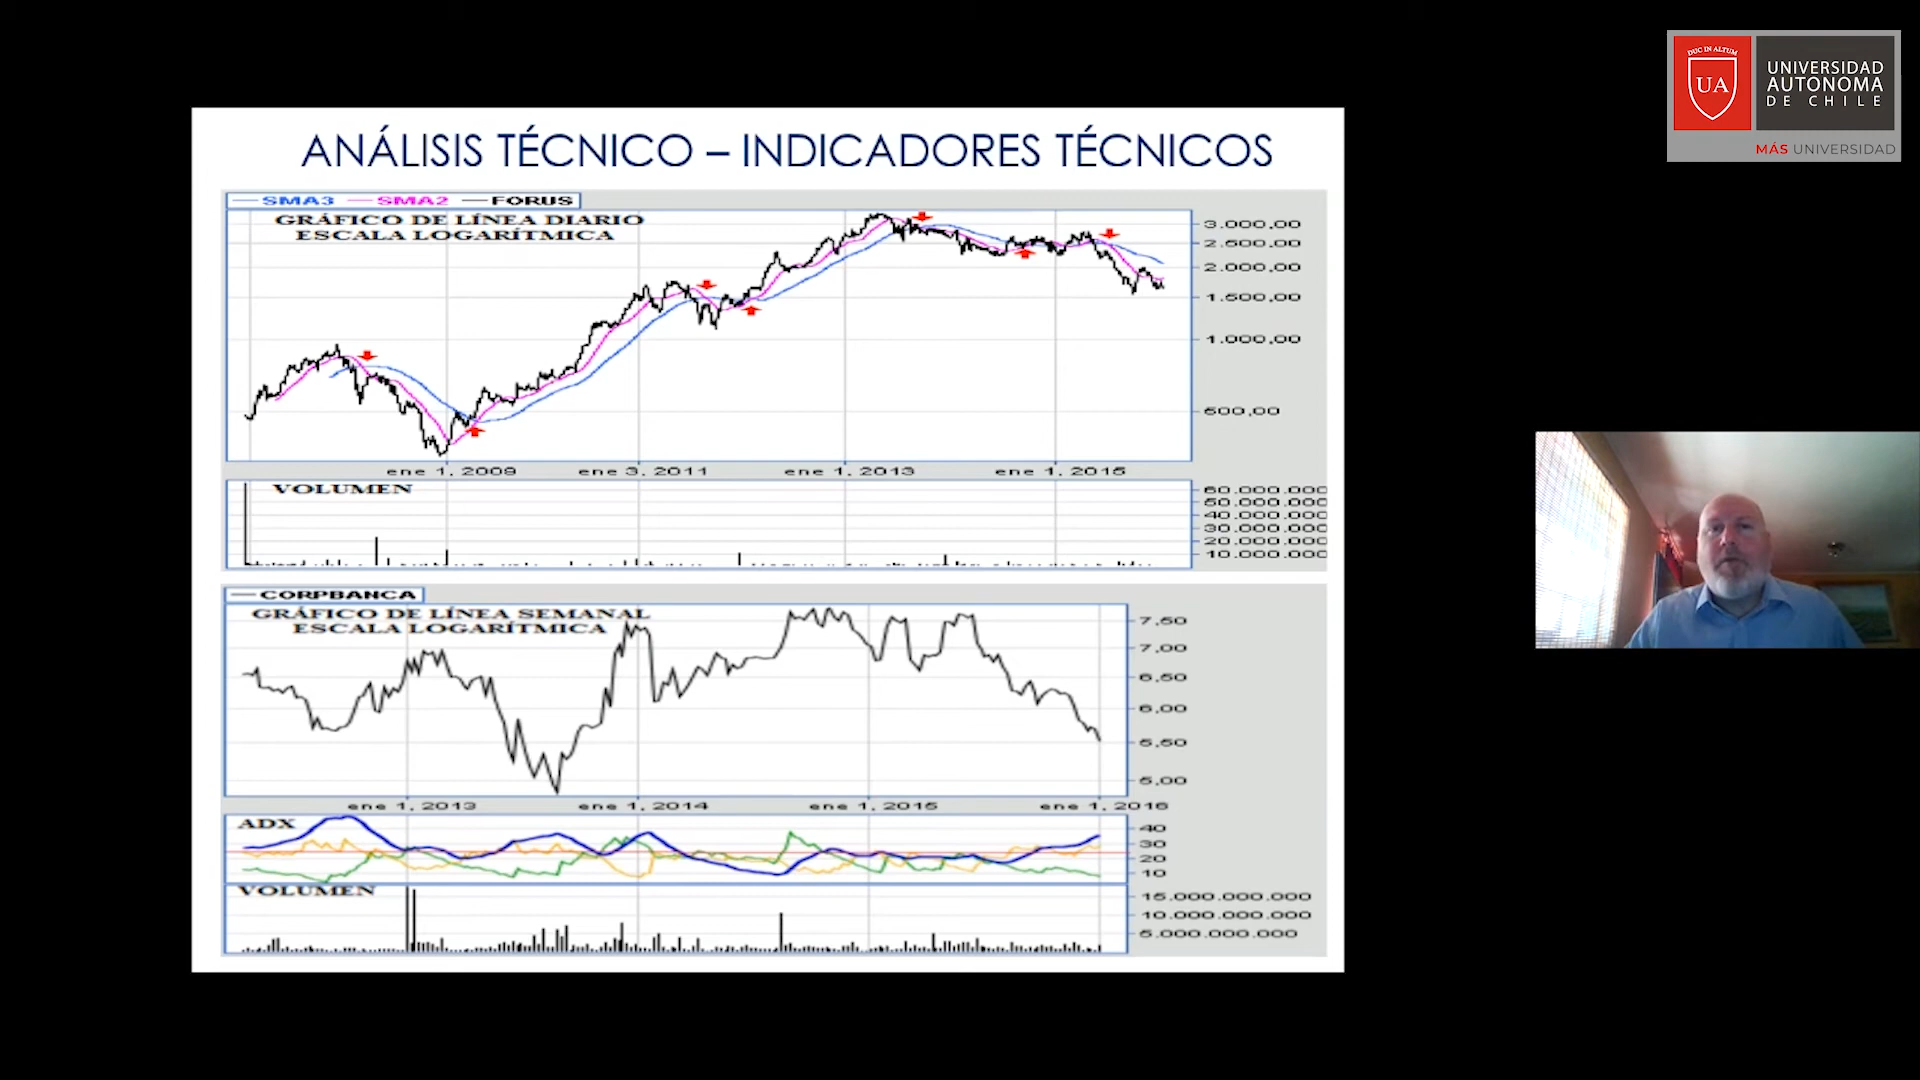 DUC IN ALTUM
UA
UNIVERSIDAD
AUTONOMA
DE CHILE
MÁS UNIVERSIDAD
ANÁLISIS TÉCNICO – INDICADORES TÉCNICOS
SMA3 SMA2 FORUS
GRÁFICO DE LÍNEA DIARIO
ESCALA LOGARÍTMICA
3.000,00
2.500,00
2.000,00
1.500,00
1.000,00
500,00
ene 1, 2009 ene 3, 2011 ene 1, 2013 ene 1, 2015
VOLUMEN
60.000.000
50.000.000
40.000.000
30.000.000
20.000.000
10.000.000
CORPBANCA
GRÁFICO DE LÍNEA SEMANAL
ESCALA LOGARÍTMICA
7,50
7,00
6,50
6,00
5,50
5,00
ene 1, 2013 ene 1, 2014 ene 1, 2015 ene 1, 2016
ADX
40
30
20
10
VOLUMEN
15.000.000.000
10.000.000.000
5.000.000.000